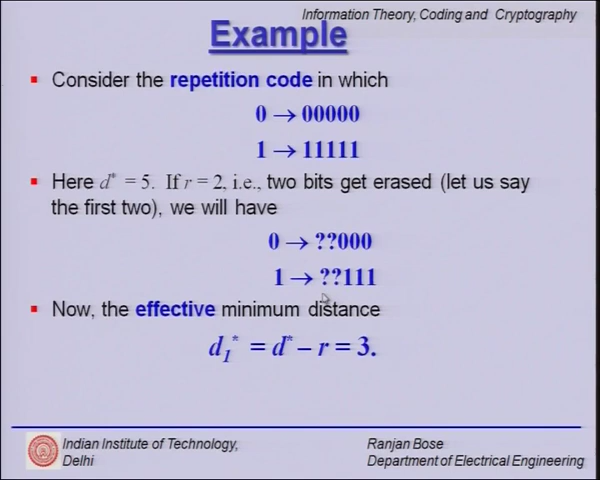 Information Theory, Coding and Cryptography
Example
Consider the repetition code in which
0 → 00000
1 → 11111
Here d* = 5. If r = 2, i.e., two bits get erased (let us say
the first two), we will have
0 → ??000
1 → ??111
Now, the effective minimum distance
d₁* = d* – r = 3.
Indian Institute of Technology, Delhi
Ranjan Bose
Department of Electrical Engineering